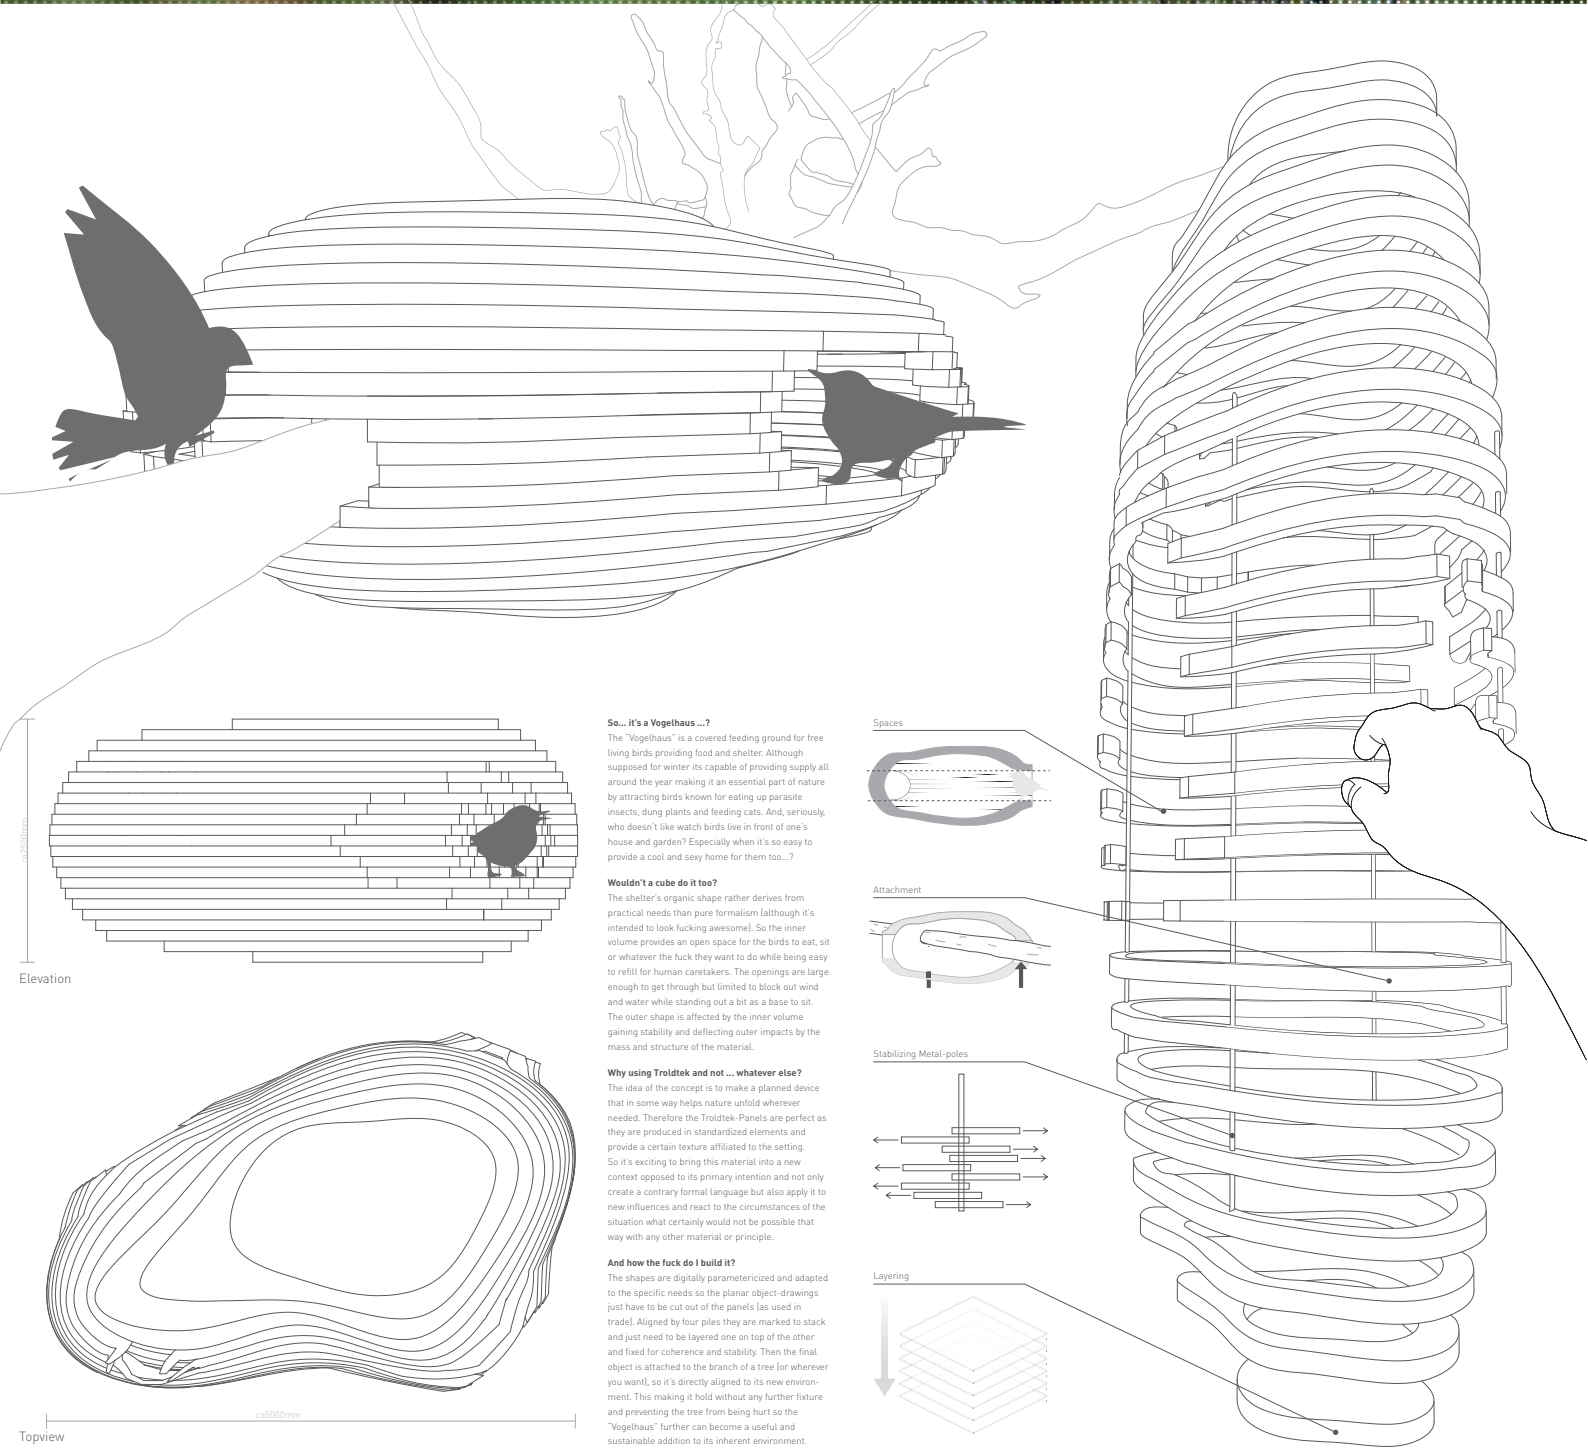 So... it's a Vogelhaus ...?
The "Vogelhaus" is a covered feeding ground for free
living birds providing food and shelter. Although
supposed for winter its capable of providing supply all
around the year making it an essential part of nature
by attracting birds known for eating up parasite
insects, dung plants and feeding cats. And, seriously,
who doesn't like watch birds live in front of one's
house and garden? Especially when it's so easy to
provide a cool and sexy home for them too...?
Wouldn't a cube do it too?
The shelter's organic shape rather derives from
practical needs than pure formalism (although it's
intended to look fucking awesome). So the inner
volume provides an open space for the birds to eat, sit
or whatever the fuck they want to do while being easy
to refill for human caretakers. The openings are large
enough to get through but limited to block out wind
and water while standing out a bit as a base to sit.
The outer shape is affected by the inner volume
gaining stability and deflecting outer impacts by the
mass and structure of the material.
Why using Troldtek and not ... whatever else?
The idea of the concept is to make a planned device
that in some way helps nature unfold wherever
needed. Therefore the Troldtek-Panels are perfect as
they are produced in standardized elements and
provide a certain texture affiliated to the setting.
So it's exciting to bring this material into a new
context opposed to its primary intention and not only
create a contrary formal language but also apply it to
new influences and react to the circumstances of the
situation what certainly would not be possible that
way with any other material or principle.
And how the fuck do I build it?
The shapes are digitally parametericized and adapted
to the specific needs so the planar object-drawings
just have to be cut out of the panels (as used in
trade). Aligned by four piles they are marked to stack
and just need to be layered one on top of the other
and fixed for coherence and stability. Then the final
object is attached to the branch of a tree (or wherever
you want), so it's directly aligned to its new environ-
ment. This making it hold without any further fixture
and preventing the tree from being hurt so the
"Vogelhaus" further can become a useful and
sustainable addition to its inherent environment.
Spaces
Attachment
Stabilizing Metal-poles
Layering
ca2500mm
Elevation
ca5000mm
Topview